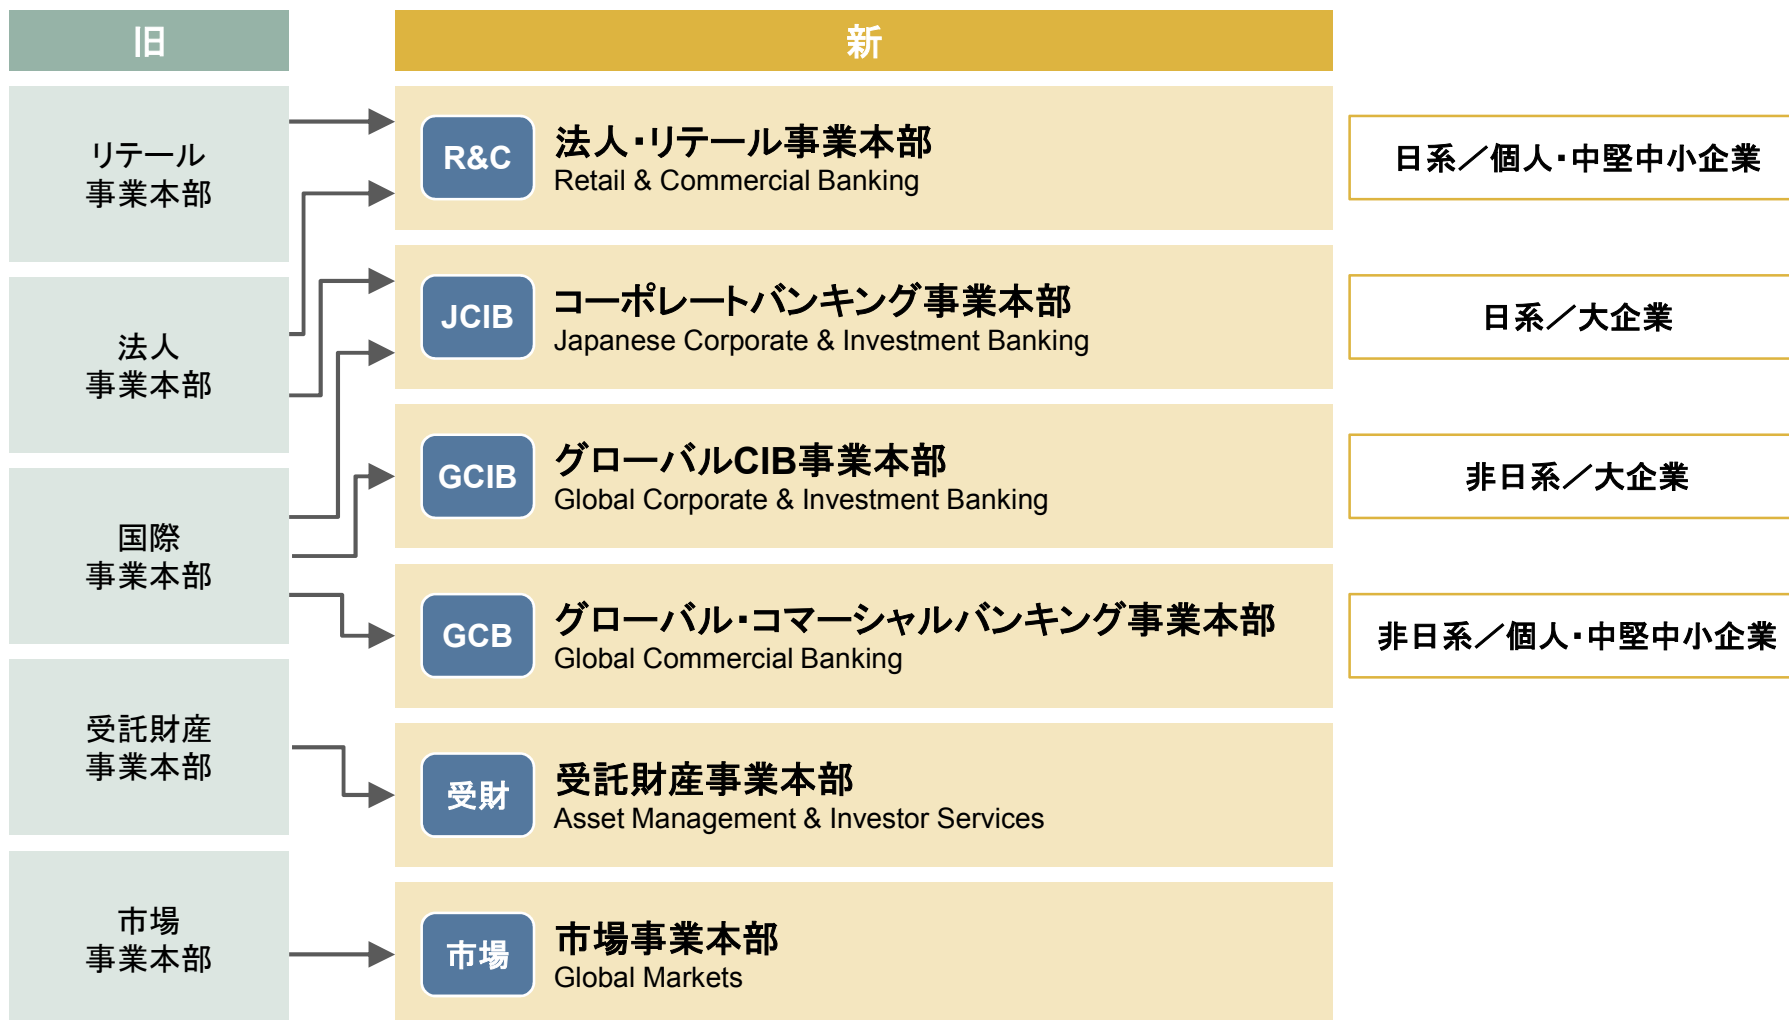 旧
新
リテール
事業本部
法人
事業本部
国際
事業本部
受託財産
事業本部
市場
事業本部
R&C
法人・リテール事業本部
Retail & Commercial Banking
日系／個人・中堅中小企業
JCIB
コーポレートバンキング事業本部
Japanese Corporate & Investment Banking
日系／大企業
GCIB
グローバルCIB事業本部
Global Corporate & Investment Banking
非日系／大企業
GCB
グローバル・コマーシャルバンキング事業本部
Global Commercial Banking
非日系／個人・中堅中小企業
受財
受託財産事業本部
Asset Management & Investor Services
市場
市場事業本部
Global Markets